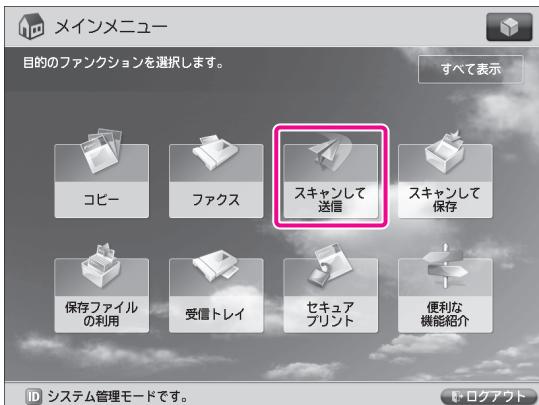 メインメニュー
目的のファンクションを選択します。
すべて表示
コピー
ファクス
スキャンして
送信
スキャンして
保存
保存ファイル
の利用
受信トレイ
セキュア
プリント
便利な
機能紹介
ID システム管理モードです。
ログアウト